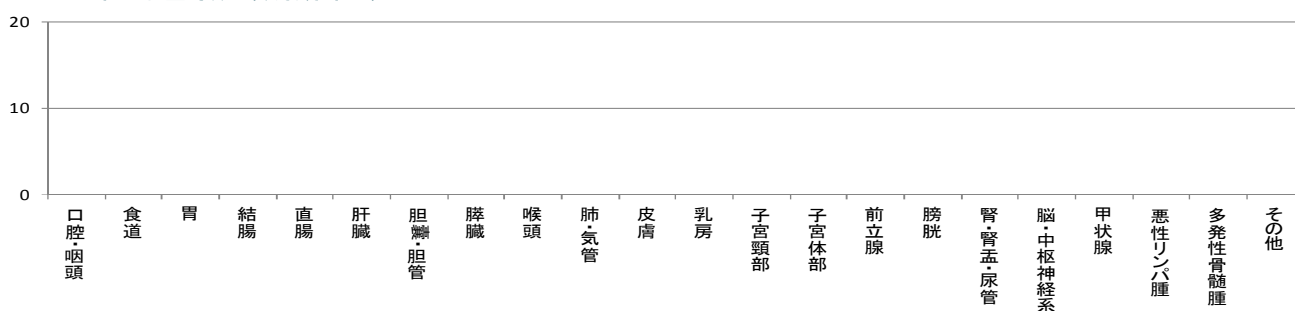 20
10
0
口腔・咽頭
食道
胃
結腸
直腸
肝臓
胆嚢・胆管
膵臓
喉頭
肺・気管
皮膚
乳房
子宮頸部
子宮体部
前立腺
膀胱
腎・腎盂・尿管
脳・中枢神経系
甲状腺
悪性リンパ腫
多発性骨髄腫
その他